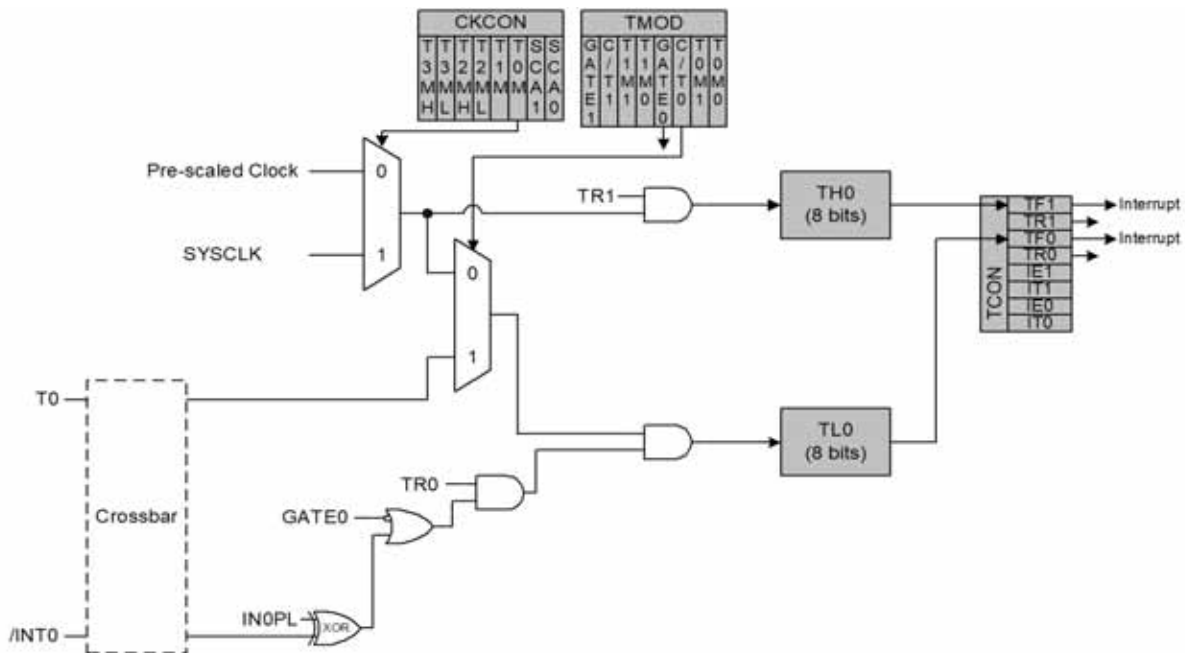 CKCON
T3MH
T3ML
T2MH
T2ML
T1M
T0M
SCA1
SCA0
TMOD
GATE1
C/T1
T1M1
T1M0
GATE0
C/T0
T0M1
T0M0
Pre-scaled Clock
0
SYSCLK
1
TR1
TH0
(8 bits)
TCON
TF1
TR1
TF0
TR0
IE1
IT1
IE0
IT0
Interrupt
Interrupt
0
1
T0
Crossbar
TL0
(8 bits)
TR0
GATE0
IN0PL
XOR
/INT0